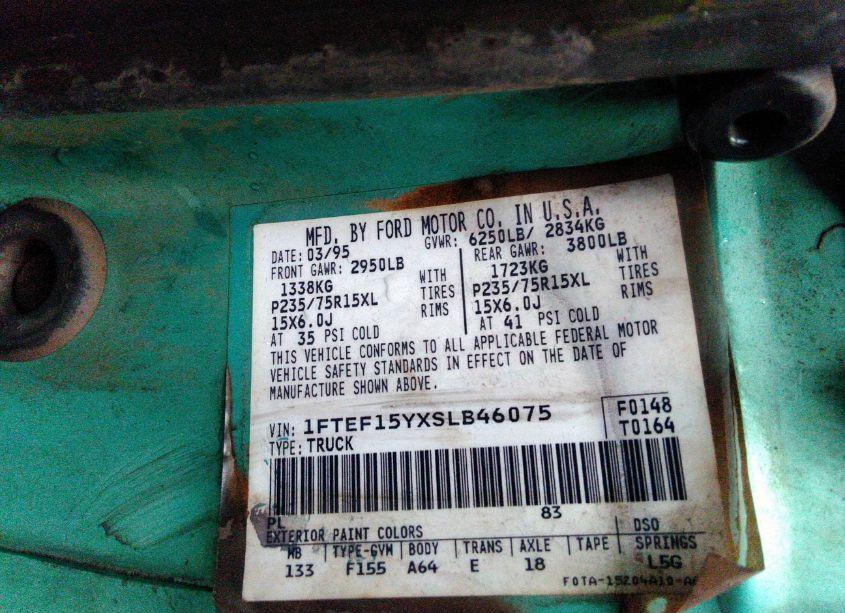 MFD. BY FORD MOTOR CO. IN U.S.A.
DATE: 03/95 GVWR: 6250LB/ 2834KG
FRONT GAWR: 2950LB REAR GAWR: 3800LB
1338KG WITH 1723KG WITH
P235/75R15XL TIRES P235/75R15XL TIRES
15X6.0J RIMS 15X6.0J RIMS
AT 35 PSI COLD AT 41 PSI COLD
THIS VEHICLE CONFORMS TO ALL APPLICABLE FEDERAL MOTOR
VEHICLE SAFETY STANDARDS IN EFFECT ON THE DATE OF
MANUFACTURE SHOWN ABOVE.
VIN: 1FTEF15YXSLB46075 F0148
TYPE: TRUCK T0164
PL 83
EXTERIOR PAINT COLORS DSO
WB TYPE-GVM BODY TRANS AXLE TAPE SPRINGS
133 F155 A64 E 18 L5G